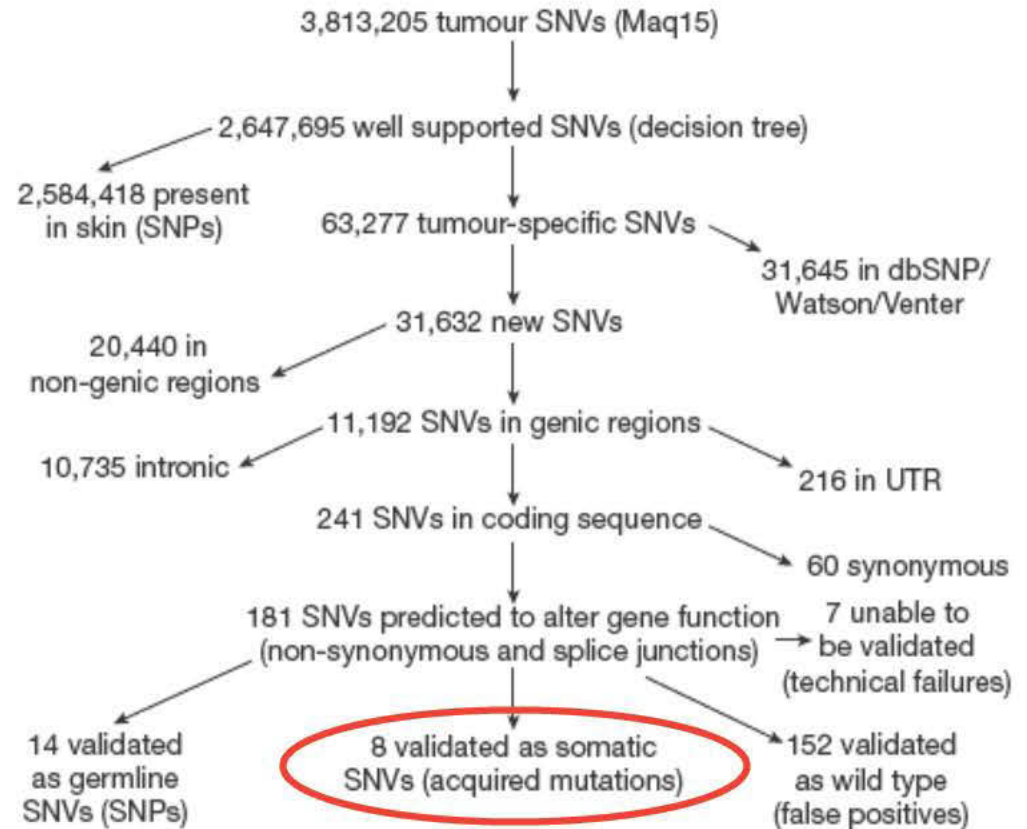 3,813,205 tumour SNVs (Maq15)
2,647,695 well supported SNVs (decision tree)
2,584,418 present
in skin (SNPs)
63,277 tumour-specific SNVs
31,645 in dbSNP/
Watson/Venter
31,632 new SNVs
20,440 in
non-genic regions
11,192 SNVs in genic regions
10,735 intronic
216 in UTR
241 SNVs in coding sequence
60 synonymous
181 SNVs predicted to alter gene function
(non-synonymous and splice junctions)
7 unable to
be validated
(technical failures)
14 validated
as germline
SNVs (SNPs)
8 validated as somatic
SNVs (acquired mutations)
152 validated
as wild type
(false positives)